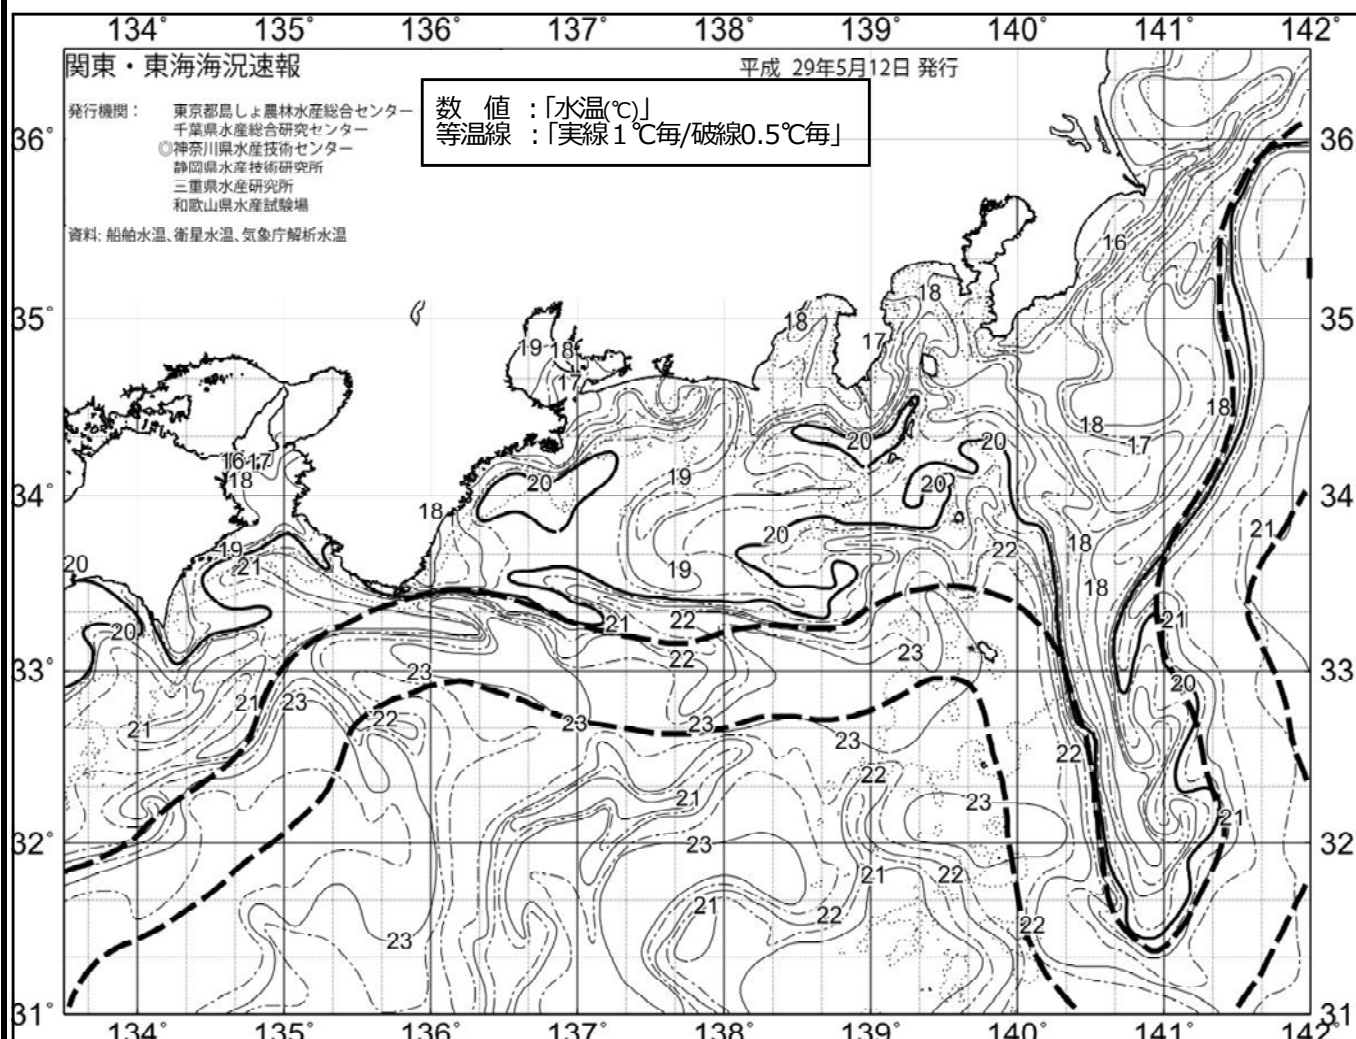 133° 134° 135° 136° 137° 138° 139° 140° 141° 142°
関東・東海海況速報
平成 29年5月12日 発行
発行機関： 東京都島しょ農林水産総合センター
千葉県水産総合研究センター
◎神奈川県水産技術センター
静岡県水産技術研究所
三重県水産研究所
和歌山県水産試験場
資料: 船舶水温､衛星水温､気象庁解析水温
数　値　：｢水温(℃)｣
等温線　：｢実線１℃毎/破線0.5℃毎｣
36° 36
16
18
35° 35
18 17
19 18
17
18
18
20 20 17
16 17
18
19
20 20
34° 34
18
20 21
18
19 22
20 21
19
18
22 21
21
20
22 23
33° 23 20 33
21 23 22 23 23
21 23
22
22
23
21
21
32° 23 32
21 21
21 22
22
23
31° 31
134° 135° 136° 137° 138° 139° 140° 141° 142°